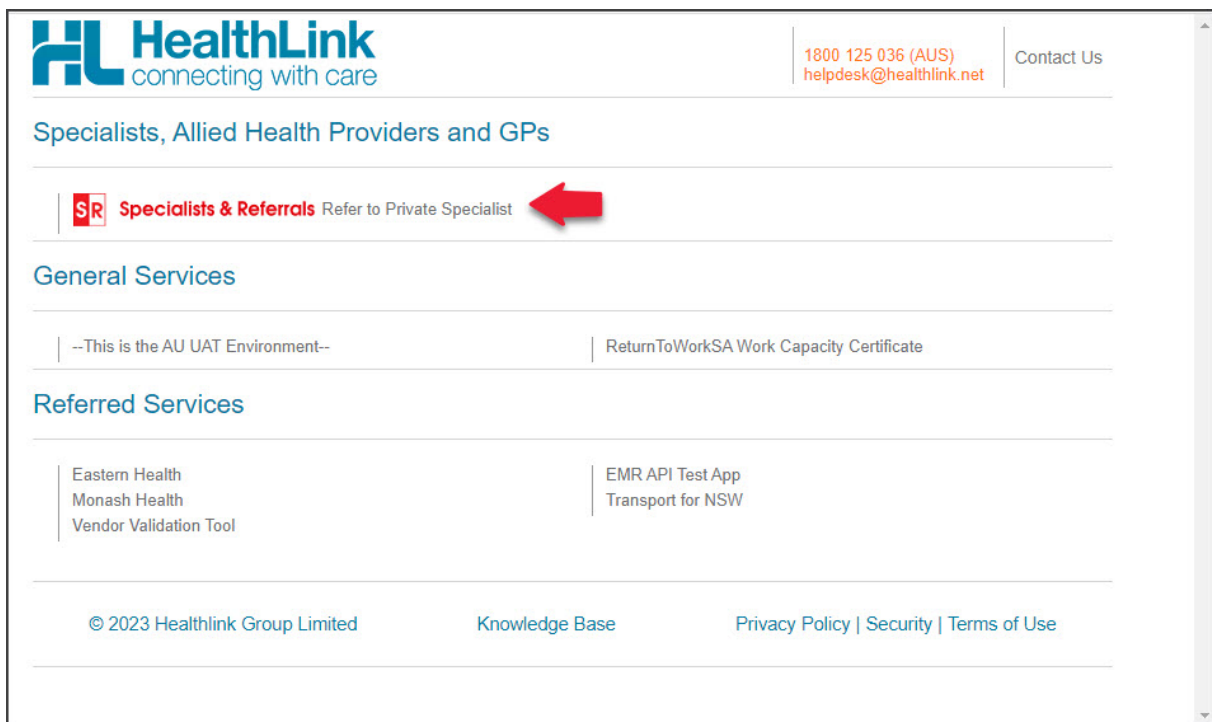 HL HealthLink
connecting with care
1800 125 036 (AUS)
helpdesk@healthlink.net
Contact Us
Specialists, Allied Health Providers and GPs
SR Specialists & Referrals Refer to Private Specialist
General Services
--This is the AU UAT Environment--
ReturnToWorkSA Work Capacity Certificate
Referred Services
Eastern Health
Monash Health
Vendor Validation Tool
EMR API Test App
Transport for NSW
© 2023 Healthlink Group Limited
Knowledge Base
Privacy Policy | Security | Terms of Use